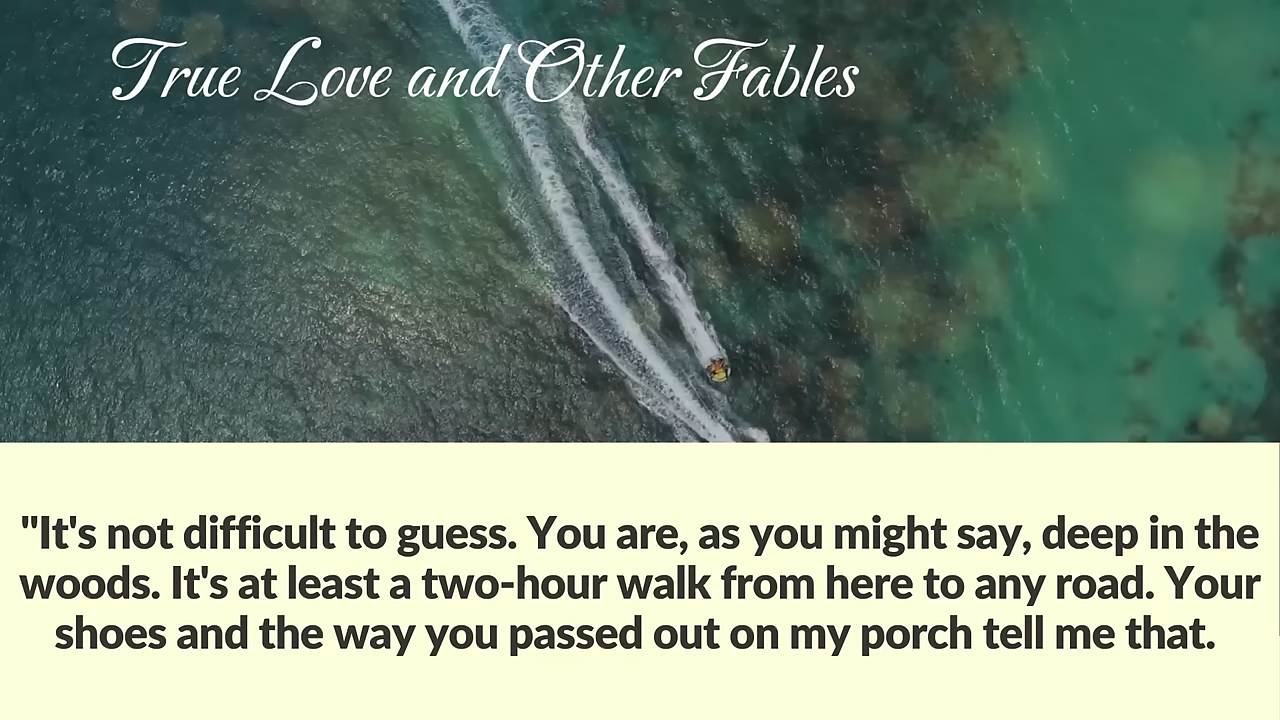 True Love and Other Fables
"It's not difficult to guess. You are, as you might say, deep in the
woods. It's at least a two-hour walk from here to any road. Your
shoes and the way you passed out on my porch tell me that.